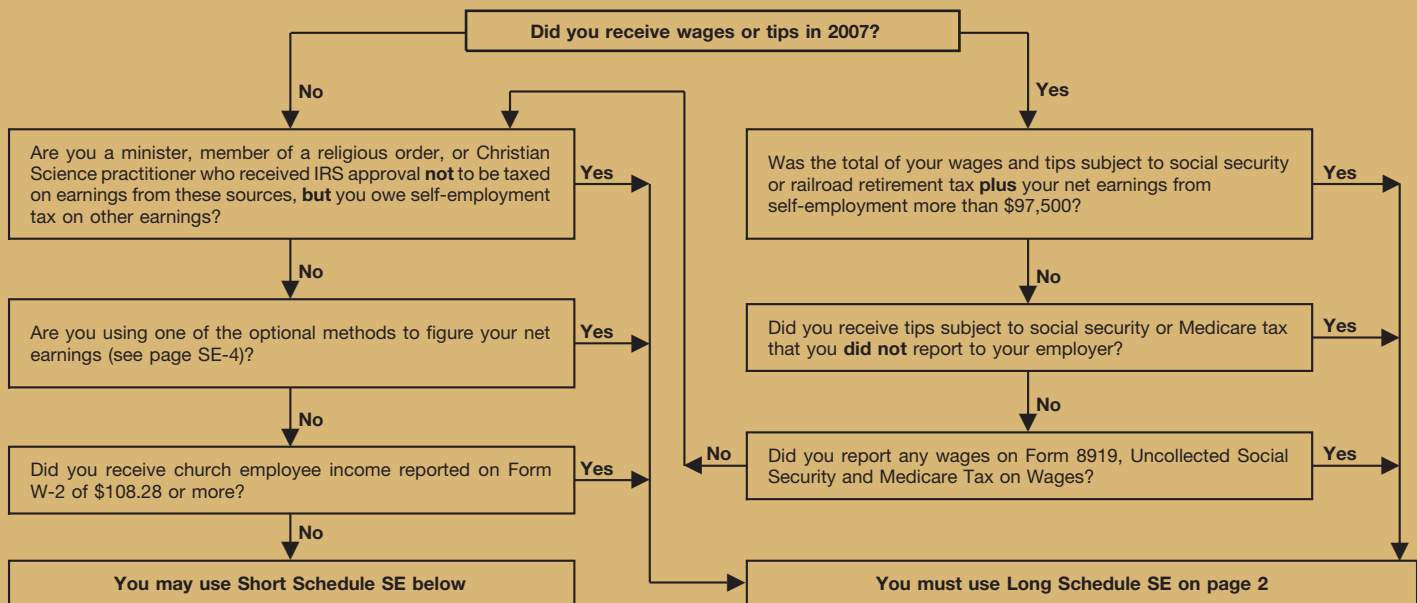 Did you receive wages or tips in 2007?
No
Yes
Are you a minister, member of a religious order, or Christian
Science practitioner who received IRS approval not to be taxed
on earnings from these sources, but you owe self-employment
tax on other earnings?
Yes
Was the total of your wages and tips subject to social security
or railroad retirement tax plus your net earnings from
self-employment more than $97,500?
Yes
No
No
Are you using one of the optional methods to figure your net
earnings (see page SE-4)?
Yes
Did you receive tips subject to social security or Medicare tax
that you did not report to your employer?
Yes
No
No
Did you receive church employee income reported on Form
W-2 of $108.28 or more?
Yes
No
Did you report any wages on Form 8919, Uncollected Social
Security and Medicare Tax on Wages?
Yes
No
You may use Short Schedule SE below
You must use Long Schedule SE on page 2